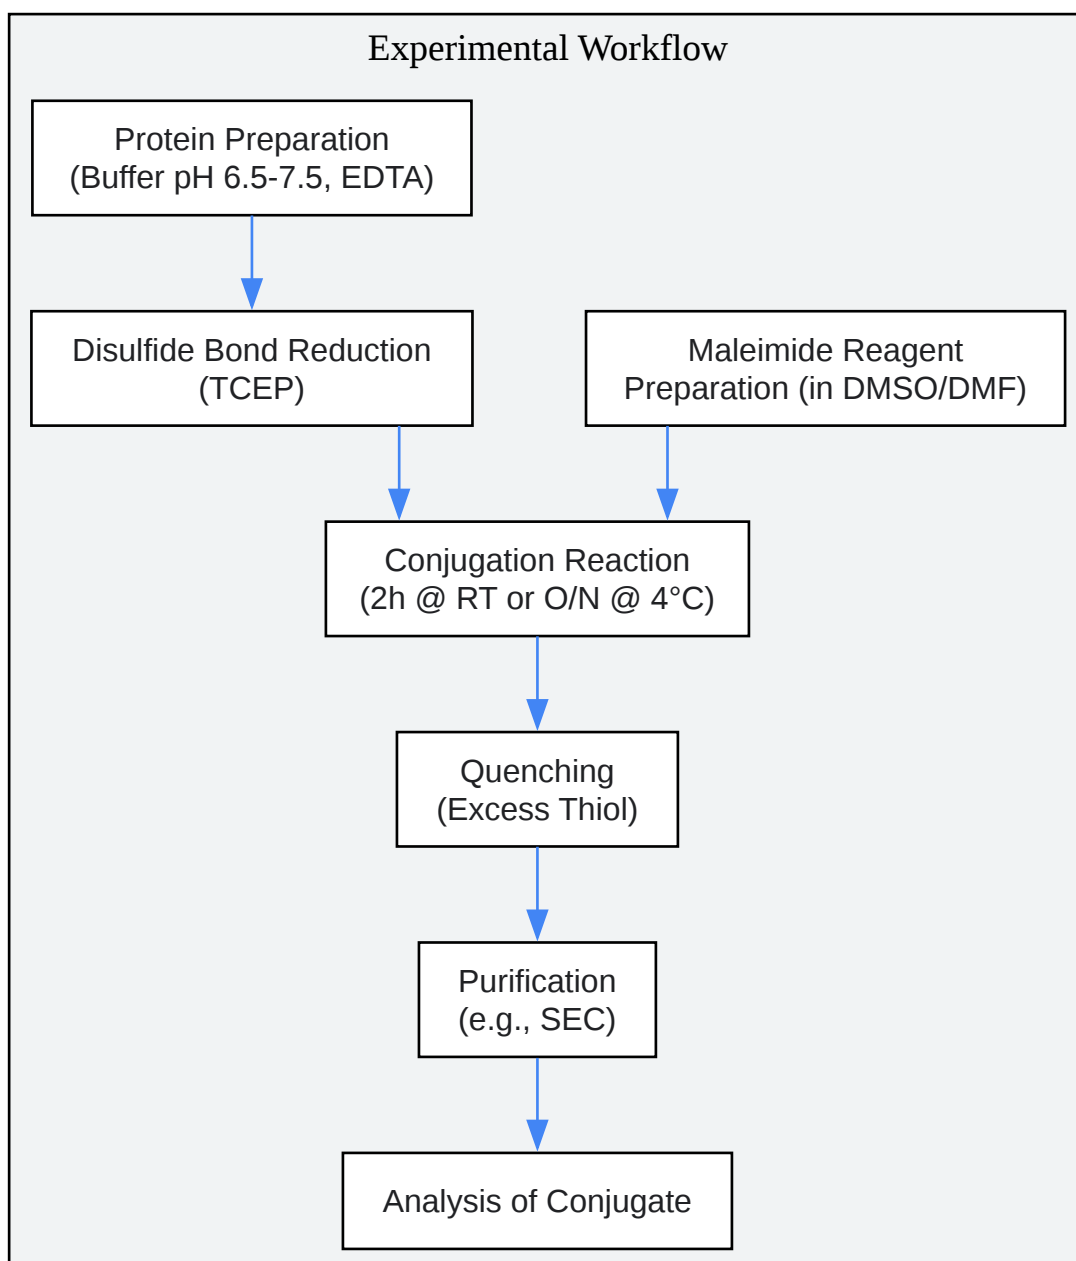 Experimental Workflow
Protein Preparation
(Buffer pH 6.5-7.5, EDTA)
Disulfide Bond Reduction
(TCEP)
Maleimide Reagent
Preparation (in DMSO/DMF)
Conjugation Reaction
(2h @ RT or O/N @ 4°C)
Quenching
(Excess Thiol)
Purification
(e.g., SEC)
Analysis of Conjugate